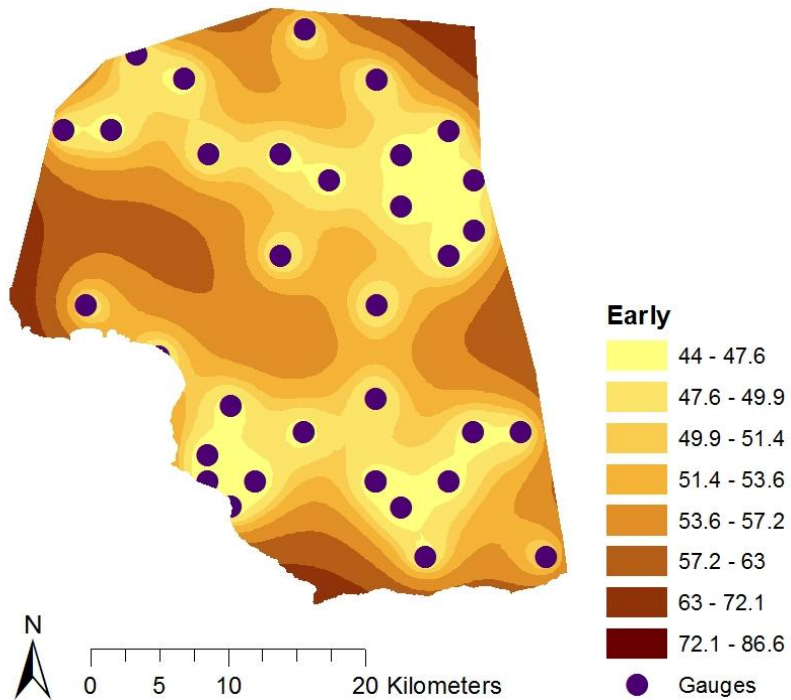 Early
44 - 47.6
47.6 - 49.9
49.9 - 51.4
51.4 - 53.6
53.6 - 57.2
57.2 - 63
63 - 72.1
72.1 - 86.6
Gauges
N
0 5 10 20 Kilometers